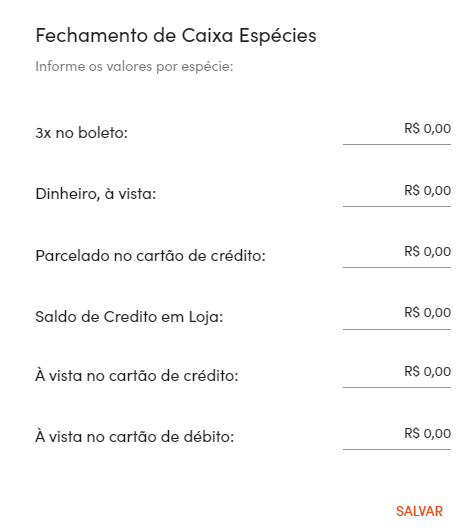 Fechamento de Caixa Espécies
Informe os valores por espécie:
3x no boleto: R$ 0,00
Dinheiro, à vista: R$ 0,00
Parcelado no cartão de crédito: R$ 0,00
Saldo de Credito em Loja: R$ 0,00
À vista no cartão de crédito: R$ 0,00
À vista no cartão de débito: R$ 0,00
SALVAR